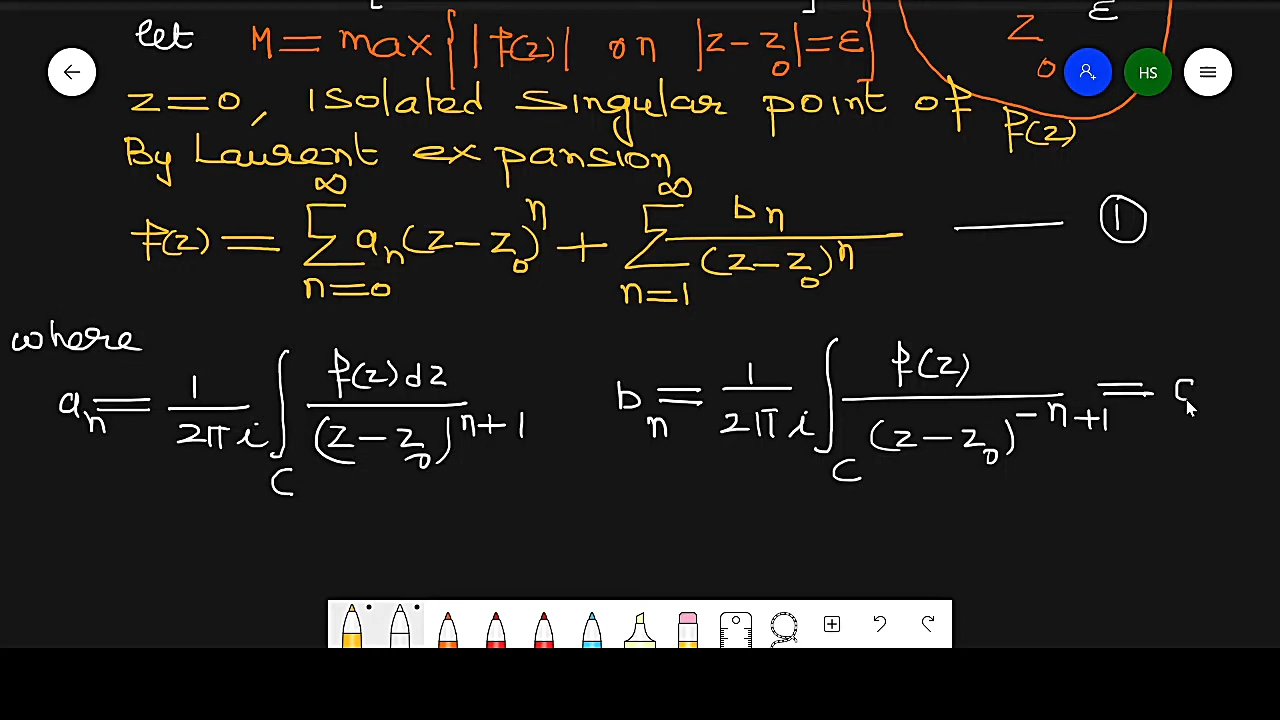 let M = max { |f(z)| on |z - z₀| = ε }
z = 0, isolated singular point of
By Laurent expansion
f(z) = ∑_{n=0}^{∞} aₙ(z - z₀)ⁿ + ∑_{n=1}^{∞} bₙ/(z - z₀)ⁿ —— ①
where
aₙ = 1/(2πi) ∫_C f(z)dz/(z - z₀)^{n+1}
bₙ = 1/(2πi) ∫_C f(z)/(z - z₀)^{-n+1} =
ε
z₀
f(z)
HS